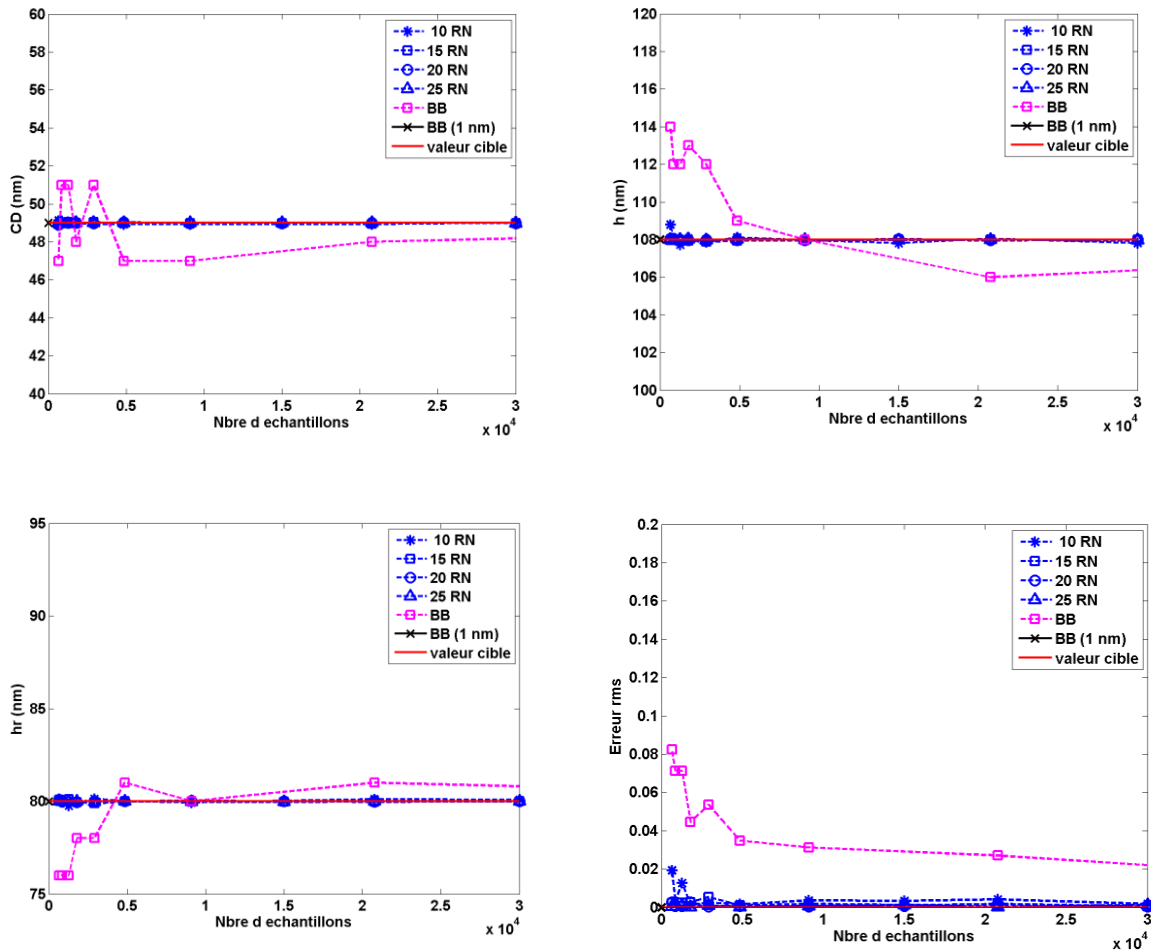 60
58
56
54
52
50
48
46
44
42
40
CD (nm)
10 RN
15 RN
20 RN
25 RN
BB
BB (1 nm)
valeur cible
0
0.5
1
1.5
2
2.5
3
Nbre d echantillons
x 10^4
120
118
116
114
112
110
108
106
104
102
100
h (nm)
10 RN
15 RN
20 RN
25 RN
BB
BB (1 nm)
valeur cible
0
0.5
1
1.5
2
2.5
3
Nbre d echantillons
x 10^4
95
90
85
80
75
hr (nm)
10 RN
15 RN
20 RN
25 RN
BB
BB (1 nm)
valeur cible
0
0.5
1
1.5
2
2.5
3
Nbre d echantillons
x 10^4
0.2
0.18
0.16
0.14
0.12
0.1
0.08
0.06
0.04
0.02
0
Erreur rms
10 RN
15 RN
20 RN
25 RN
BB
BB (1 nm)
valeur cible
0
0.5
1
1.5
2
2.5
3
Nbre d echantillons
x 10^4